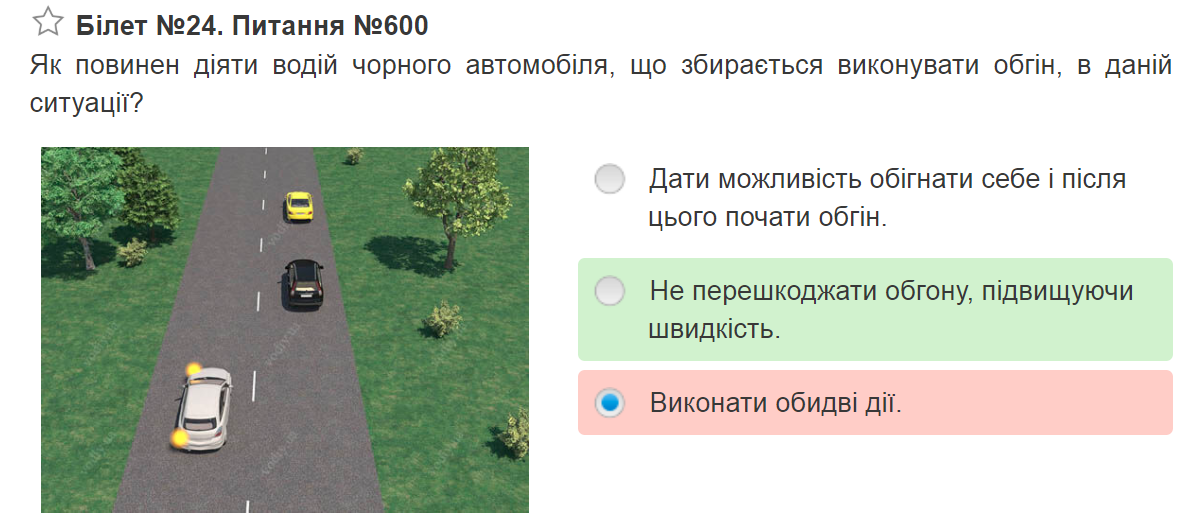 Білет №24. Питання №600
Як повинен діяти водій чорного автомобіля, що збирається виконувати обгін, в даній
ситуації?
Дати можливість обігнати себе і після
цього почати обгін.
Не перешкоджати обгону, підвищуючи
швидкість.
Виконати обидві дії.